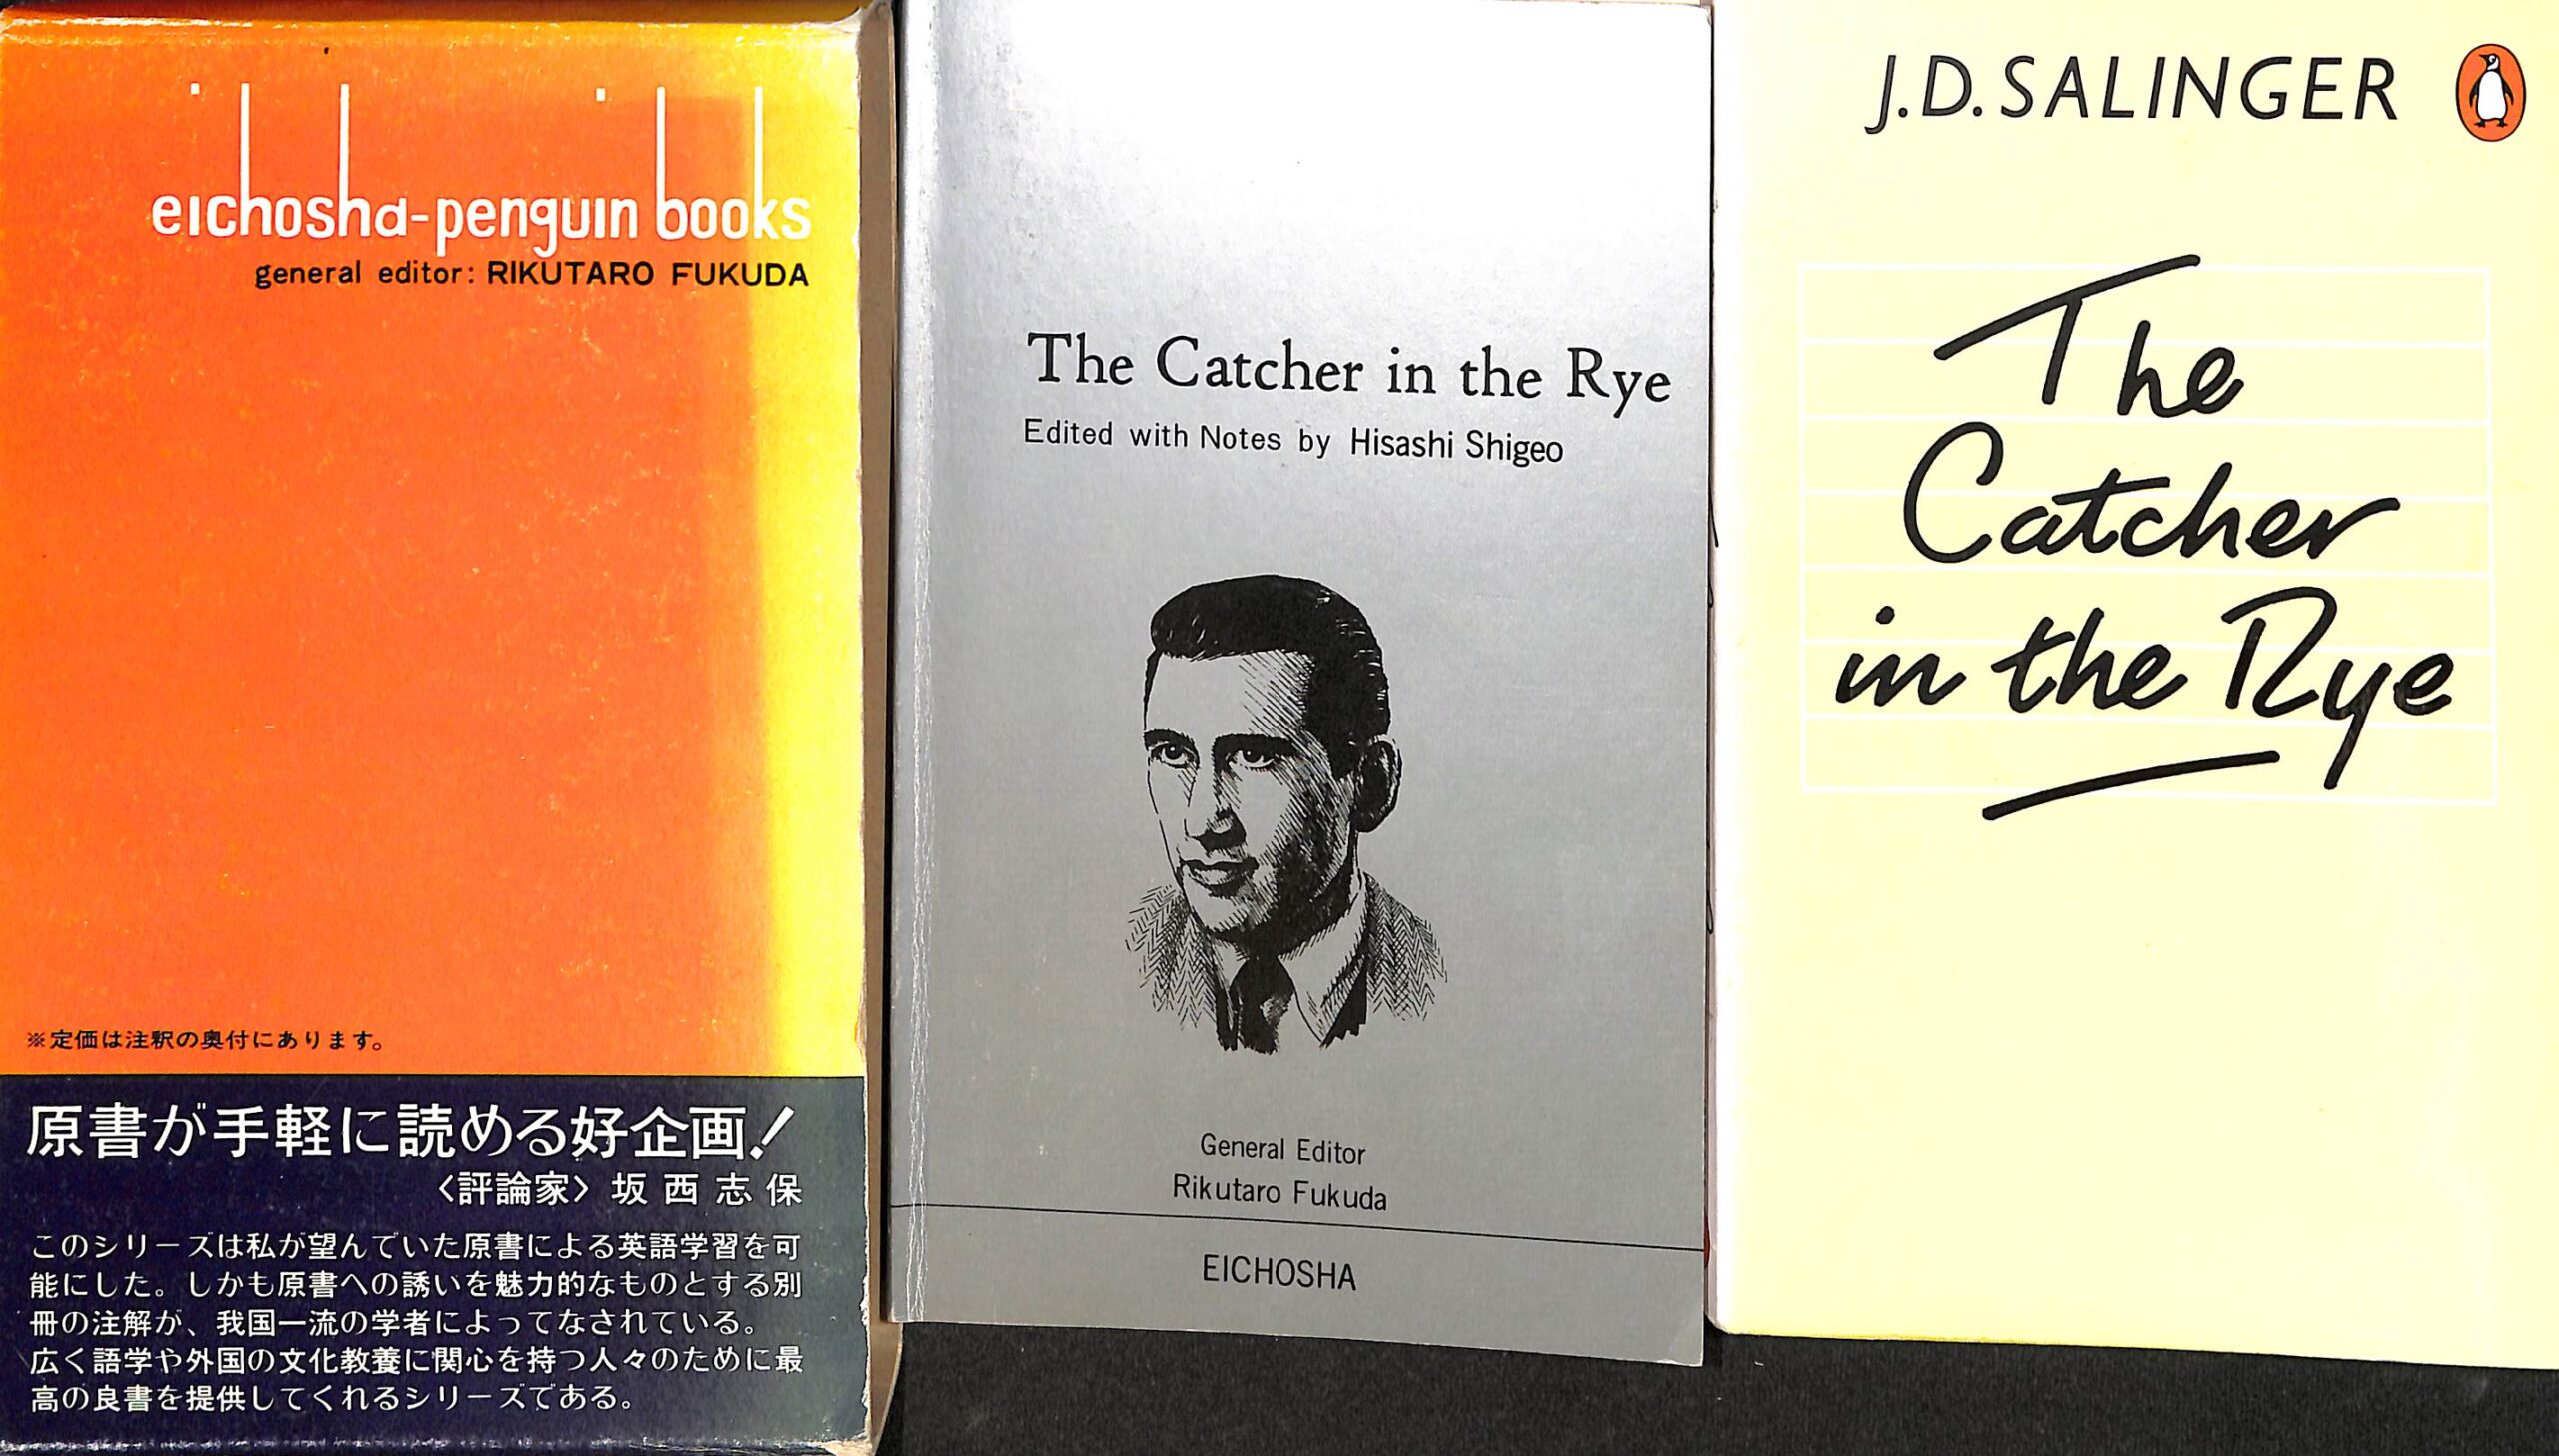 eichosha-penguin books
general editor: RIKUTARO FUKUDA
※定価は注釈の奥付にあります。
原書が手軽に読める好企画!
〈評論家〉坂西志保
このシリーズは私が望んでいた原書による英語学習を可
能にした。しかも原書への誘いを魅力的なものとする別
冊の注解が、我国一流の学者によってなされている。
広く語学や外国の文化教養に関心を持つ人々のために最
高の良書を提供してくれるシリーズである。
The Catcher in the Rye
Edited with Notes by Hisashi Shigeo
General Editor
Rikutaro Fukuda
EICHOSHA
J.D. SALINGER
The
Catcher
in the Rye